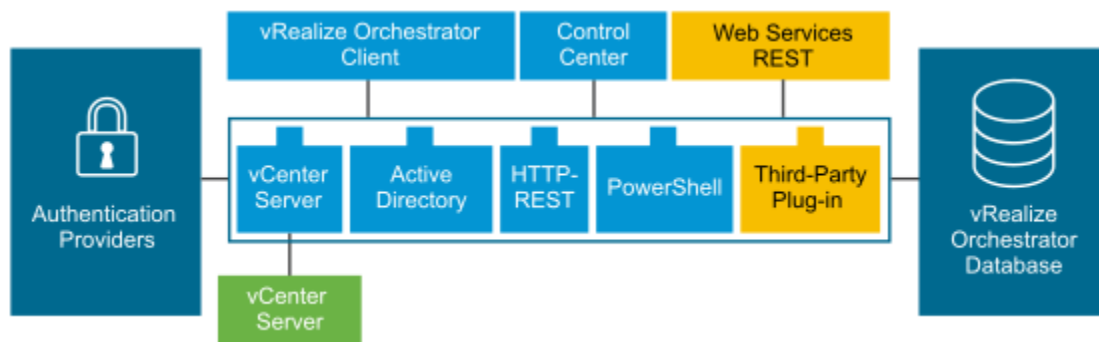 vRealize Orchestrator
Client
Control
Center
Web Services
REST
Authentication
Providers
vCenter
Server
Active
Directory
HTTP-
REST
PowerShell
Third-Party
Plug-in
vRealize
Orchestrator
Database
vCenter
Server